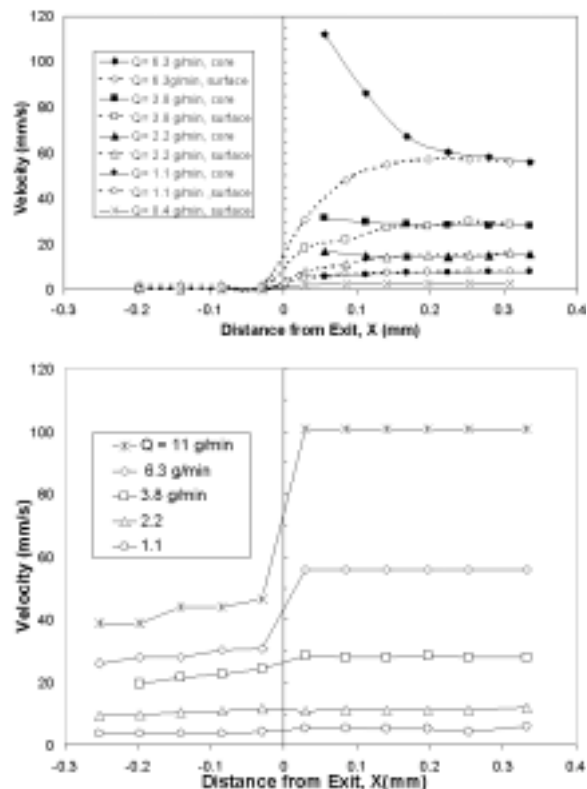 120
100
80
60
40
20
0
Velocity (mm/s)
Q= 6.3 g/min, core
Q= 6.3g/min, surface
Q= 3.8 g/min, core
Q= 3.8 g/min, surface
Q= 2.2 g/min, core
Q= 2.2 g/min, surface
Q= 1.1 g/min, core
Q= 1.1 g/min, surface
Q= 0.4 g/min, surface
-0.3 -0.2 -0.1 0 0.1 0.2 0.3 0.4
Distance from Exit, X (mm)
120
100
80
60
40
20
0
Velocity (mm/s)
Q = 11 g/min
6.3 g/min
3.8 g/min
2.2
1.1
-0.3 -0.2 -0.1 0 0.1 0.2 0.3 0.4
Distance from Exit, X(mm)